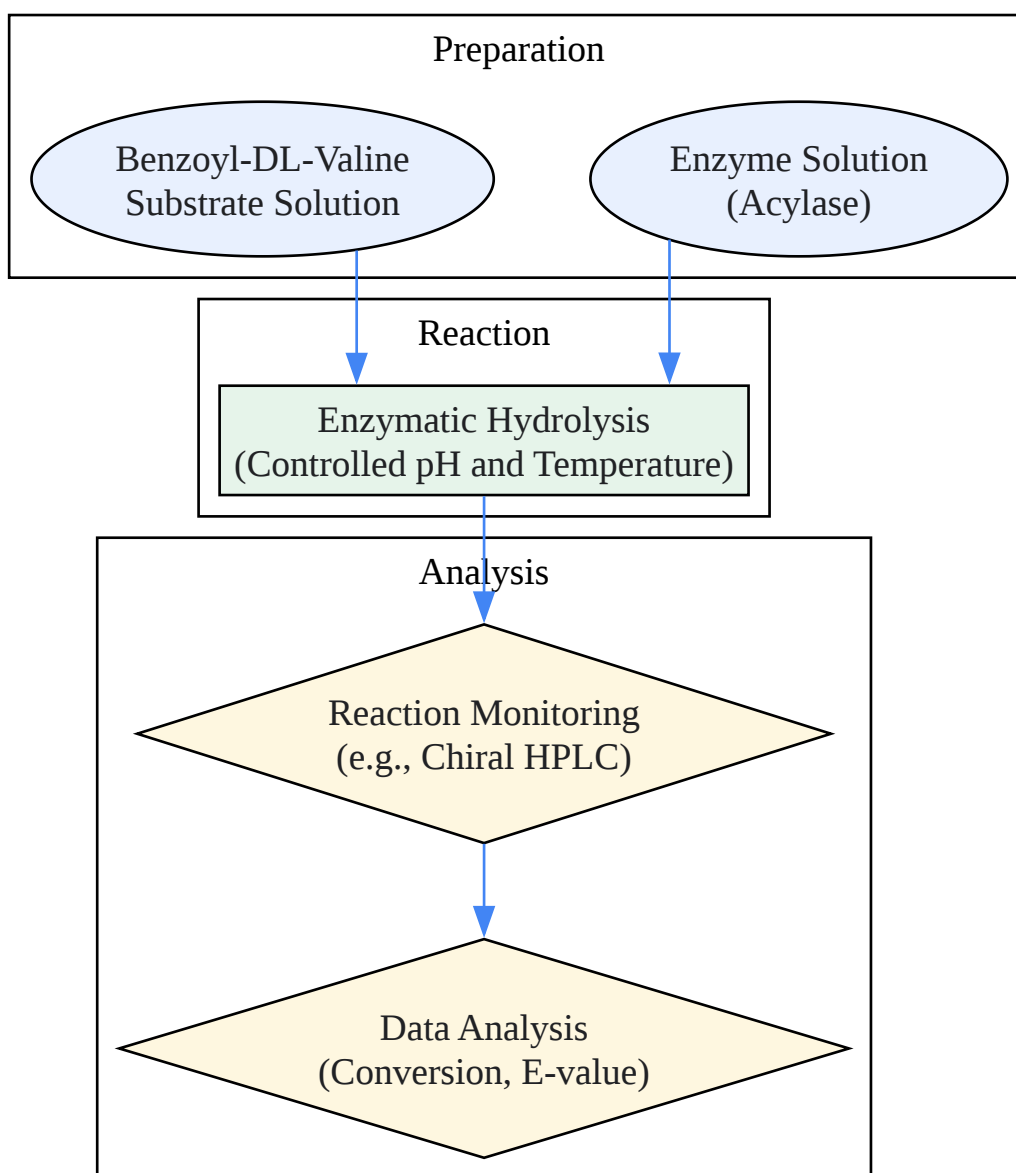 Preparation
Benzoyl-DL-Valine
Substrate Solution
Enzyme Solution
(Acylase)
Reaction
Enzymatic Hydrolysis
(Controlled pH and Temperature)
Analysis
Reaction Monitoring
(e.g., Chiral HPLC)
Data Analysis
(Conversion, E-value)